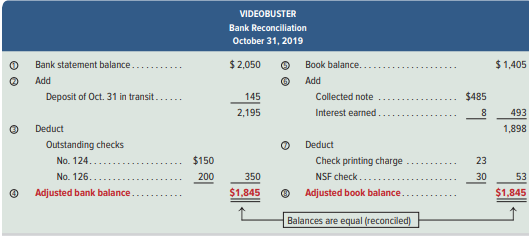 VIDEOBUSTER
Bank Reconciliation
October 31, 2019
① Bank statement balance . . . . . . . . . . . $ 2,050 ⑤ Book balance. . . . . . . . . . . . . . . . . . . . $ 1,405
② Add ⑥ Add
Deposit of Oct. 31 in transit . . . . . . 145 Collected note . . . . . . . . . . . . . . . . $485
2,195 Interest earned . . . . . . . . . . . . . . . . 8 493
③ Deduct 1,898
Outstanding checks ⑦ Deduct
No. 124. . . . . . . . . . . . . . . . . . . $150 Check printing charge . . . . . . . . . . 23
No. 126. . . . . . . . . . . . . . . . . . . 200 350 NSF check . . . . . . . . . . . . . . . . . . . . 30 53
④ Adjusted bank balance . . . . . . . . . . . $1,845 ⑧ Adjusted book balance . . . . . . . . . . . $1,845
Balances are equal (reconciled)